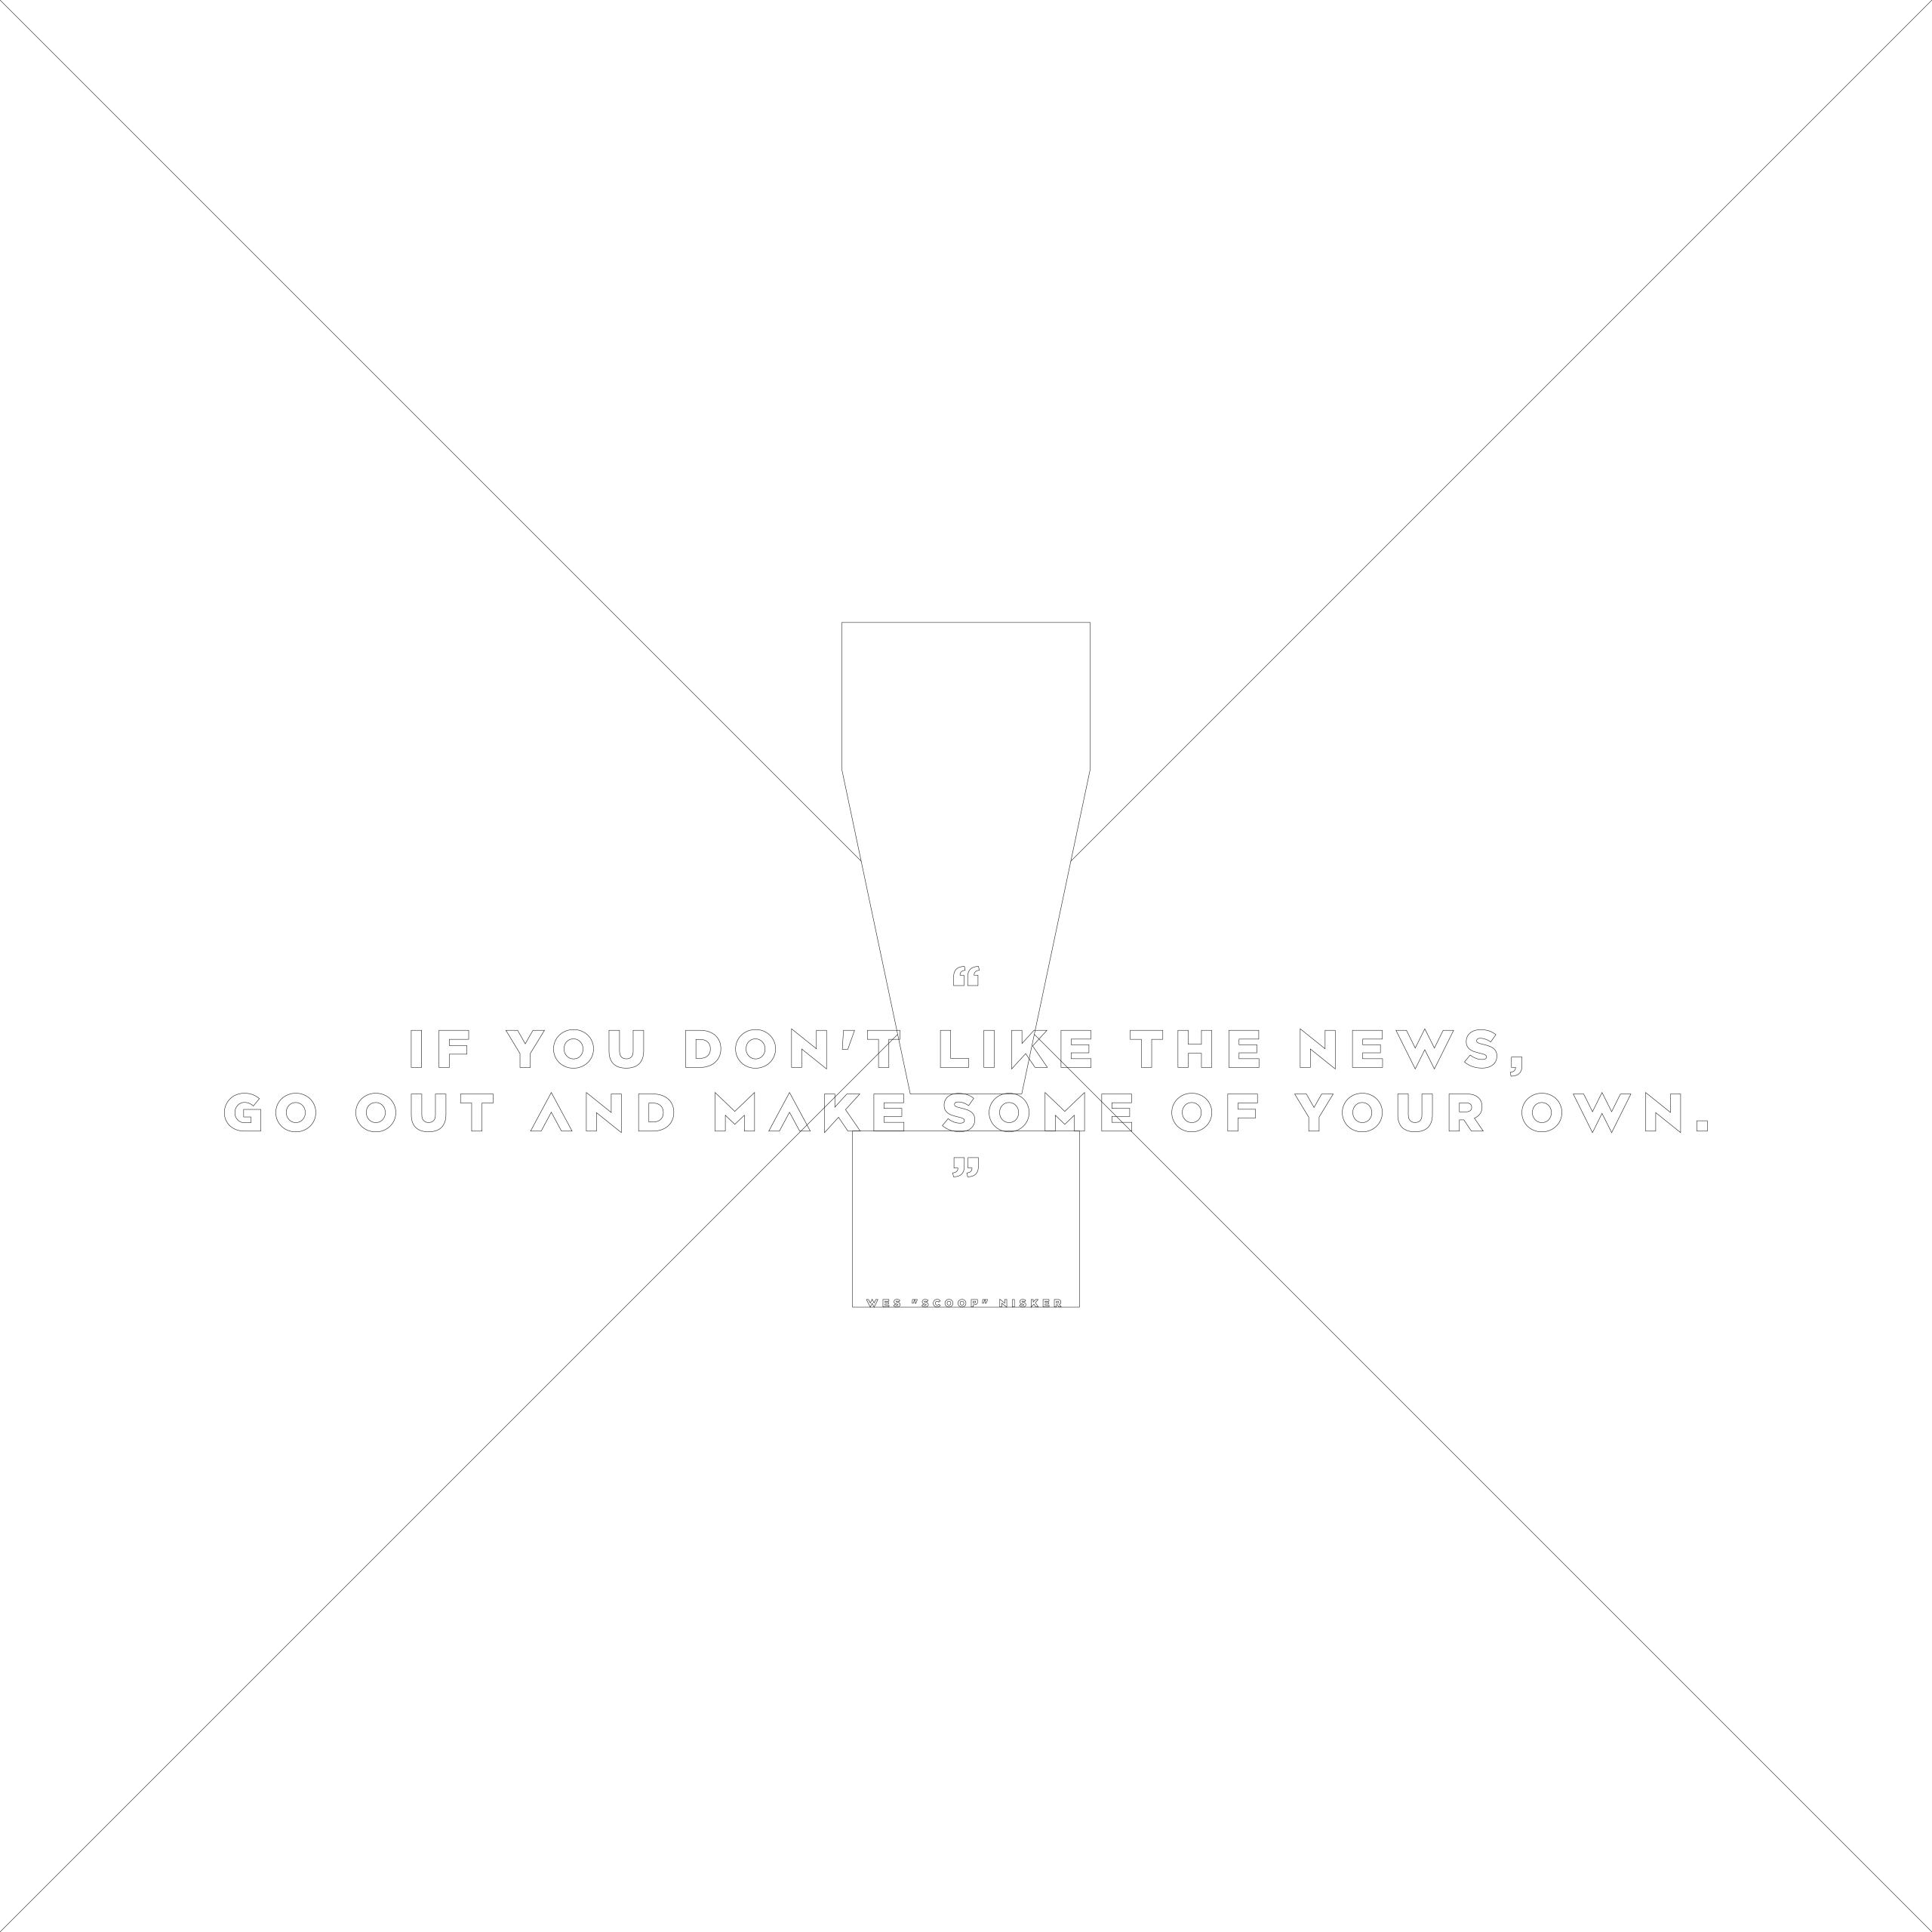 “
IF YOU DON'T LIKE THE NEWS,
GO OUT AND MAKE SOME OF YOUR OWN.
”
WES "SCOOP" NISKER